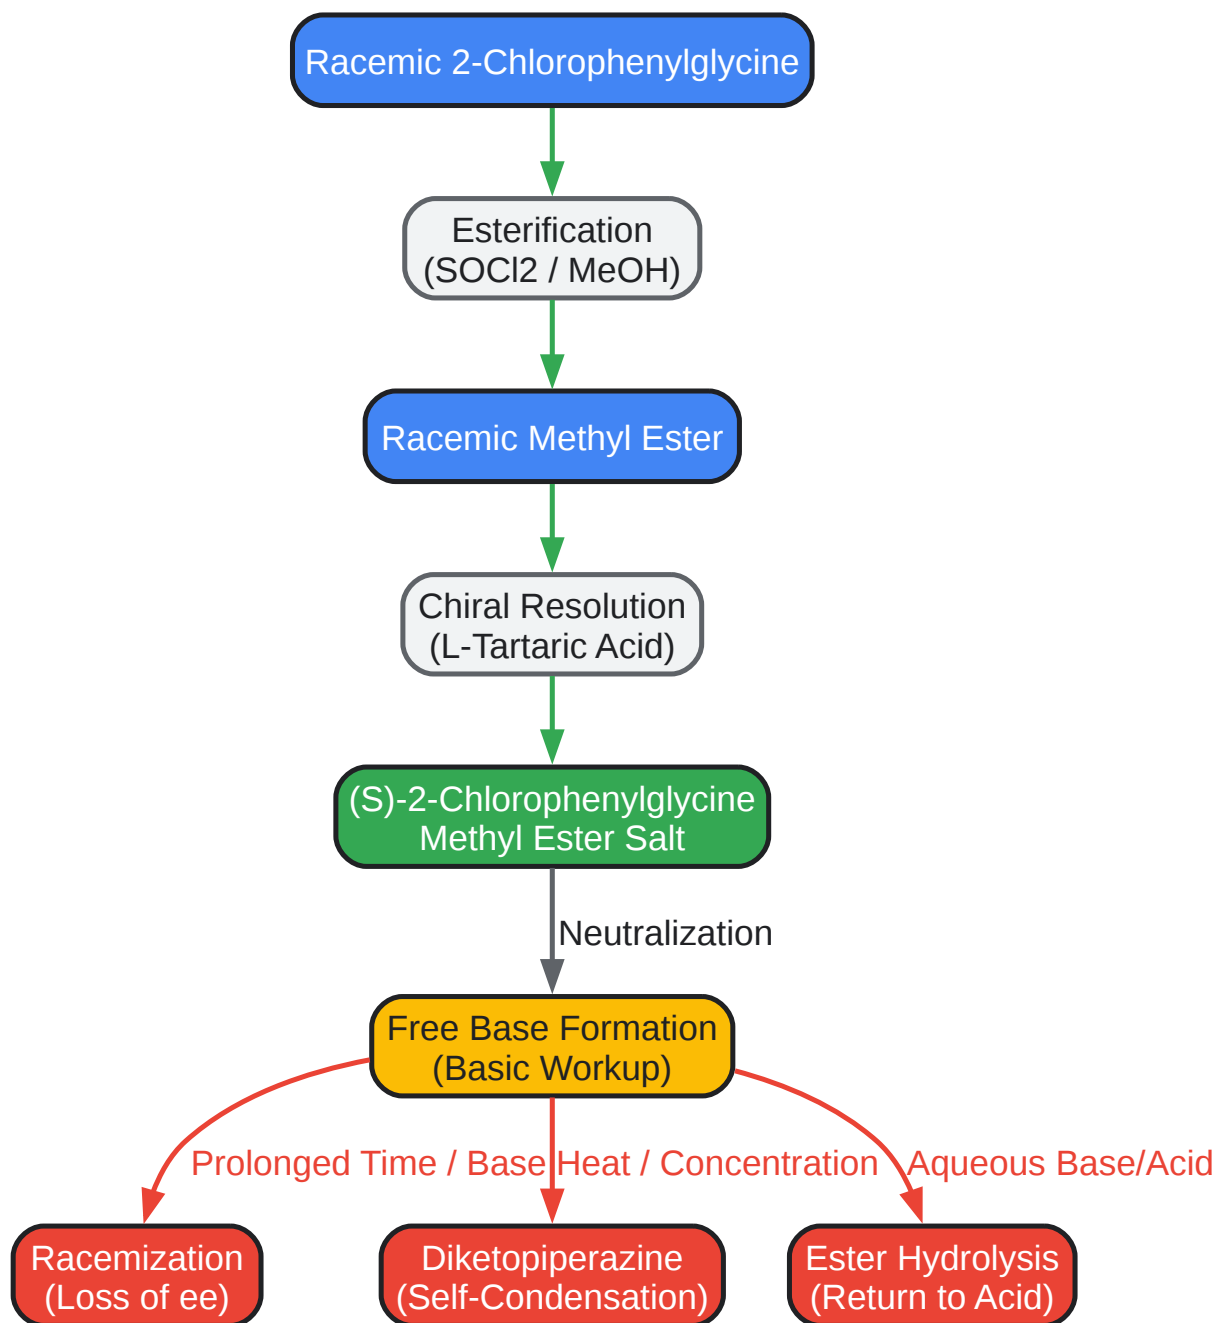 Racemic 2-Chlorophenylglycine
Esterification
(SOCl2 / MeOH)
Racemic Methyl Ester
Chiral Resolution
(L-Tartaric Acid)
(S)-2-Chlorophenylglycine
Methyl Ester Salt
Neutralization
Free Base Formation
(Basic Workup)
Prolonged Time / Base
Heat / Concentration
Aqueous Base/Acid
Racemization
(Loss of ee)
Diketopiperazine
(Self-Condensation)
Ester Hydrolysis
(Return to Acid)